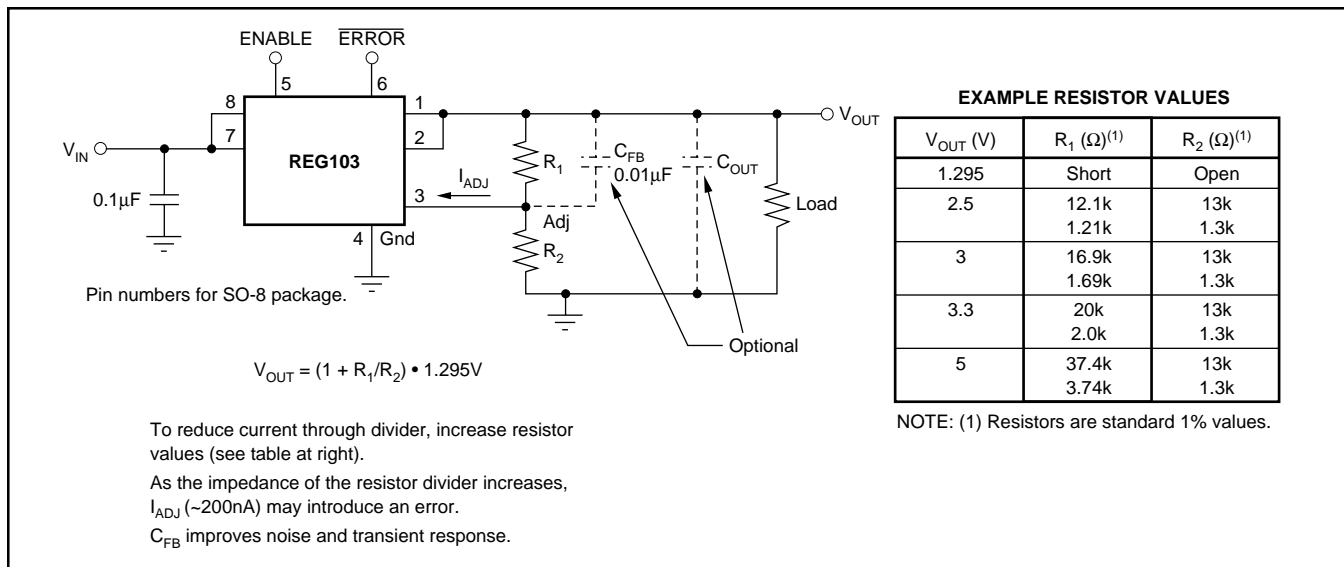 ENABLE
ERROR
5
6
8
7
1
2
3
4
V_IN
REG103
0.1µF
I_ADJ
Gnd
Adj
R_1
R_2
C_FB
0.01µF
C_OUT
Load
V_OUT
Optional
Pin numbers for SO-8 package.
V_OUT = (1 + R_1/R_2) • 1.295V
To reduce current through divider, increase resistor
values (see table at right).
As the impedance of the resistor divider increases,
I_ADJ (~200nA) may introduce an error.
C_FB improves noise and transient response.
EXAMPLE RESISTOR VALUES
V_OUT (V) R_1 (Ω)(1) R_2 (Ω)(1)
1.295 Short Open
2.5 12.1k 13k
1.21k 1.3k
3 16.9k 13k
1.69k 1.3k
3.3 20k 13k
2.0k 1.3k
5 37.4k 13k
3.74k 1.3k
NOTE: (1) Resistors are standard 1% values.